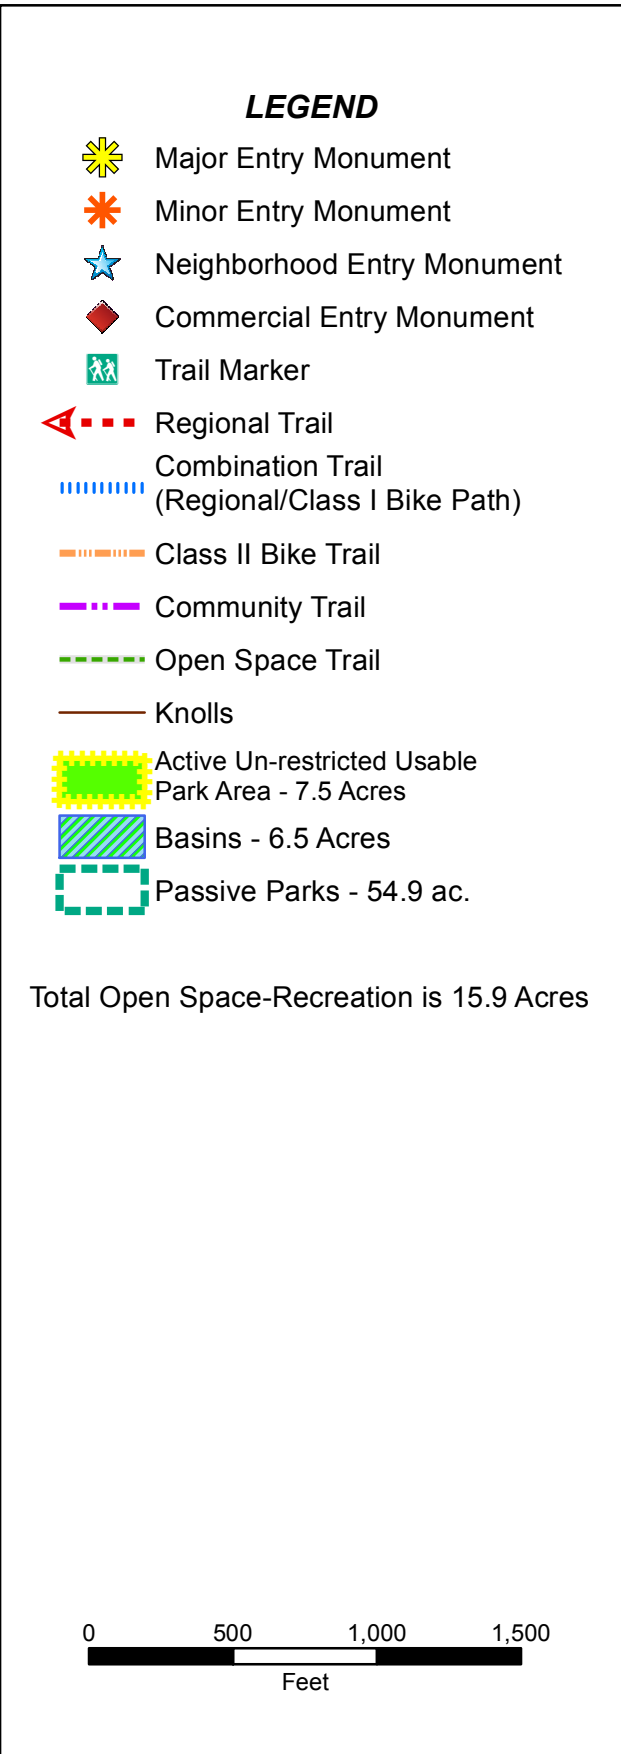 LEGEND
Major Entry Monument
Minor Entry Monument
Neighborhood Entry Monument
Commercial Entry Monument
Trail Marker
Regional Trail
Combination Trail
(Regional/Class I Bike Path)
Class II Bike Trail
Community Trail
Open Space Trail
Knolls
Active Un-restricted Usable
Park Area - 7.5 Acres
Basins - 6.5 Acres
Passive Parks - 54.9 ac.
Total Open Space-Recreation is 15.9 Acres
0 500 1,000 1,500
Feet